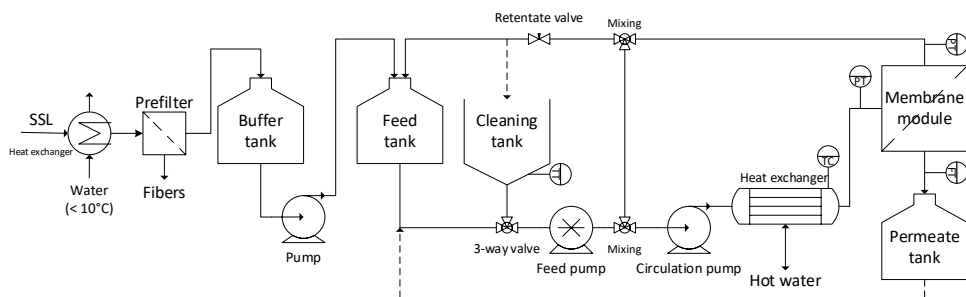 Retentate valve
Mixing
PT
SSL
Heat exchanger
Prefilter
Buffer
tank
Feed
tank
Cleaning
tank
PT
Membrane
module
TC
Heat exchanger
Water
(< 10°C)
Fibers
Pump
3-way valve
Feed pump
Mixing
Circulation pump
Hot water
Permeate
tank